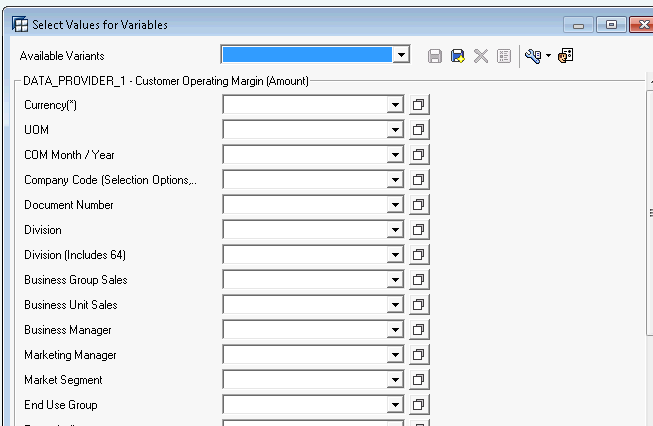 Select Values for Variables
Available Variants
DATA_PROVIDER_1 - Customer Operating Margin (Amount)
Currency(*)
UOM
COM Month / Year
Company Code (Selection Options,..
Document Number
Division
Division (Includes 64)
Business Group Sales
Business Unit Sales
Business Manager
Marketing Manager
Market Segment
End Use Group